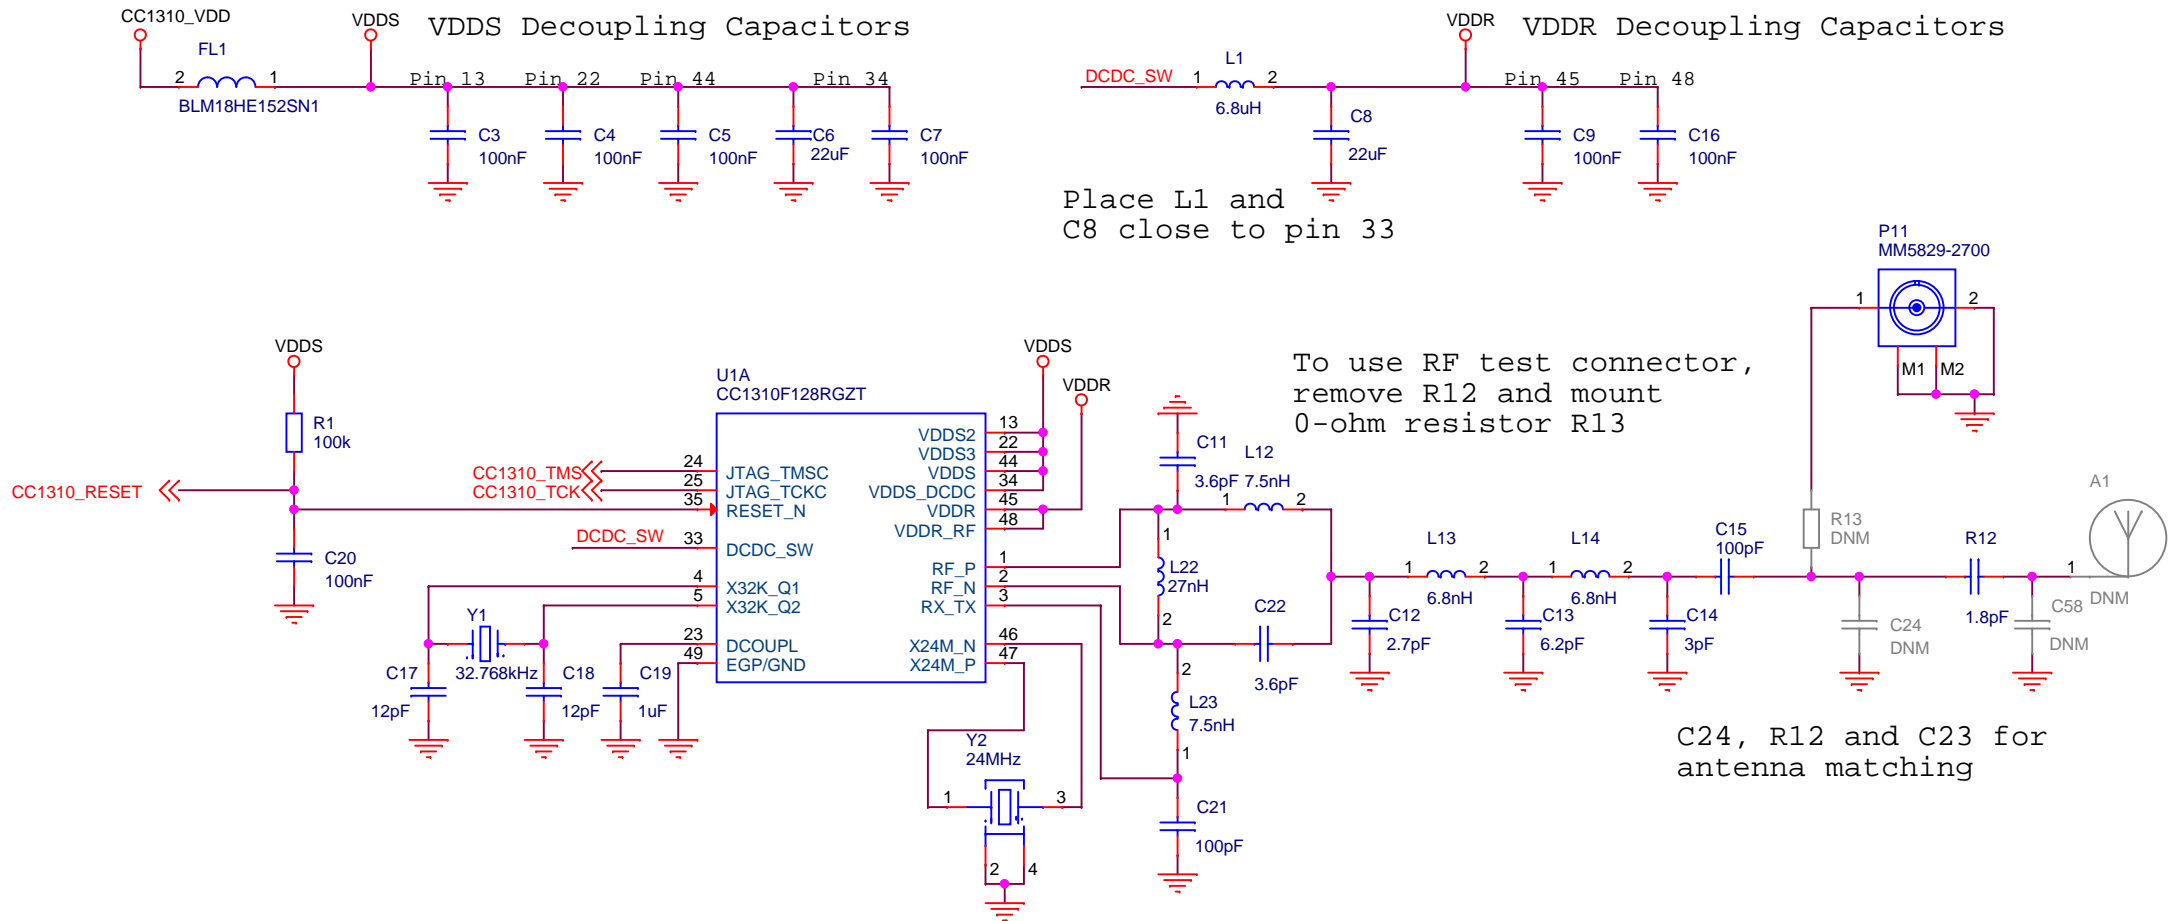 CC1310_VDD
VDDS
VDDS Decoupling Capacitors
FL1
2
1
BLM18HE152SN1
Pin 13
Pin 22
Pin 44
Pin 34
C3
100nF
C4
100nF
C5
100nF
C6
22uF
C7
100nF
VDDR
VDDR Decoupling Capacitors
DCDC_SW
L1
1
2
6.8uH
Pin 45
Pin 48
C8
22uF
C9
100nF
C16
100nF
Place L1 and
C8 close to pin 33
P11
MM5829-2700
1
2
M1
M2
To use RF test connector,
remove R12 and mount
0-ohm resistor R13
VDDS
R1
100k
CC1310_RESET
C20
100nF
CC1310_TMS
CC1310_TCK
DCDC_SW
U1A
CC1310F128RGZT
24
JTAG_TMSC
25
JTAG_TCKC
35
RESET_N
33
DCDC_SW
4
X32K_Q1
5
X32K_Q2
23
DCOUPL
49
EGP/GND
VDDS2
13
VDDS3
22
VDDS
44
VDDS_DCDC
34
VDDR
45
VDDR_RF
48
RF_P
1
RF_N
2
RX_TX
3
X24M_N
46
X24M_P
47
VDDS
VDDR
Y1
32.768kHz
C17
12pF
C18
12pF
C19
1uF
Y2
24MHz
1
3
2
4
C11
3.6pF
L12
7.5nH
1
2
1
L22
27nH
2
C22
3.6pF
2
L23
7.5nH
1
C21
100pF
C12
2.7pF
L13
1
2
6.8nH
C13
6.2pF
L14
1
2
6.8nH
C14
3pF
C15
100pF
R13
DNM
C24
DNM
R12
1.8pF
C58
DNM
A1
1
DNM
C24, R12 and C23 for
antenna matching